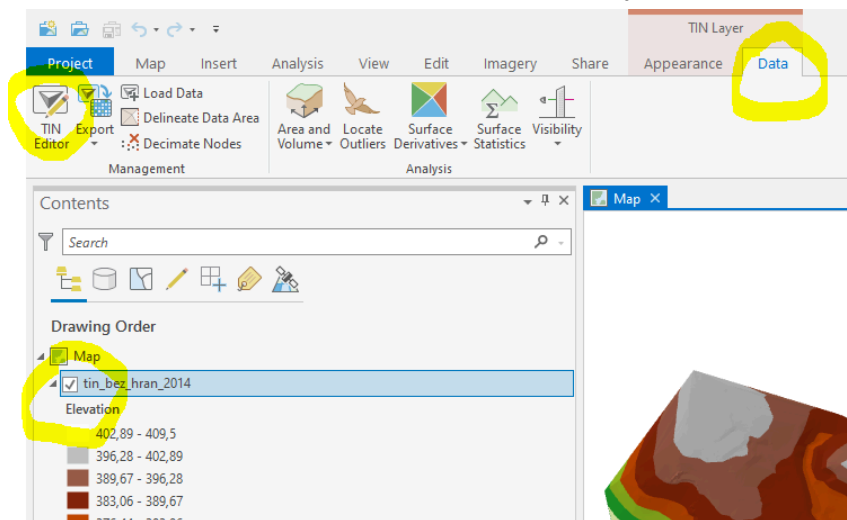 TIN Layer
Project Map Insert Analysis View Edit Imagery Share Appearance Data
TIN Editor
Export
Load Data
Delineate Data Area
Decimate Nodes
Management
Area and Volume
Locate Outliers
Surface Derivatives
Surface Statistics
Visibility
Analysis
Contents
Search
Drawing Order
Map
tin_bez_hran_2014
Elevation
402,89 - 409,5
396,28 - 402,89
389,67 - 396,28
383,06 - 389,67
Map